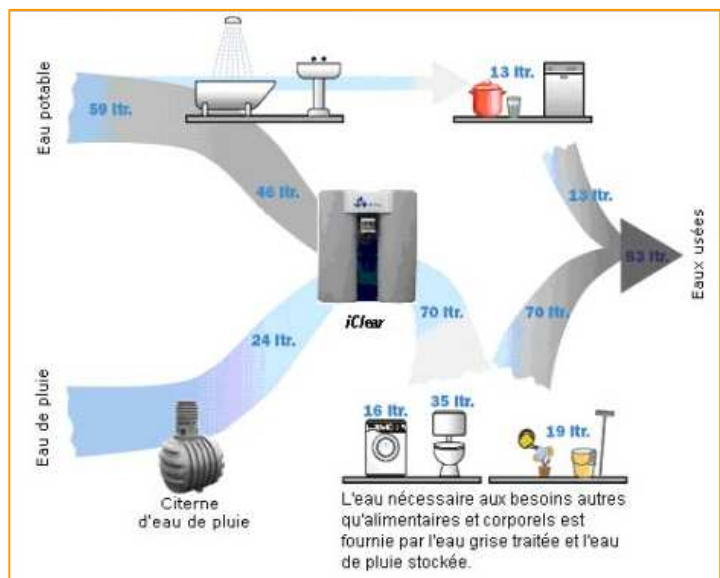 Eau potable
59 ltr.
13 ltr.
46 ltr.
13 ltr.
83 ltr.
Eaux usées
iClear
24 ltr.
70 ltr.
70 ltr.
Eau de pluie
Citerne
d'eau de pluie
16 ltr.
35 ltr.
19 ltr.
L'eau nécessaire aux besoins autres
qu'alimentaires et corporels est
fournie par l'eau grise traitée et l'eau
de pluie stockée.